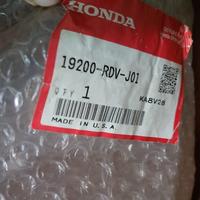 HONDA
19200-RDV-J01
QTY 1
KABV28
MADE IN U.S.A.